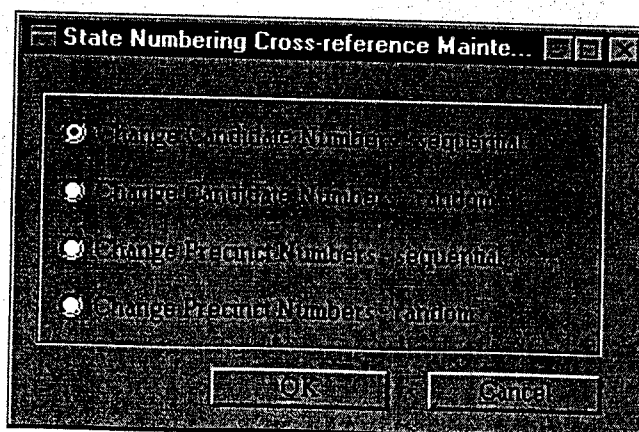 State Numbering Cross-reference Mainte...
Change Candidate Numbers - sequential
Change Candidate Numbers - random
Change Precinct Numbers - sequential
Change Precinct Numbers - random
OK
Cancel